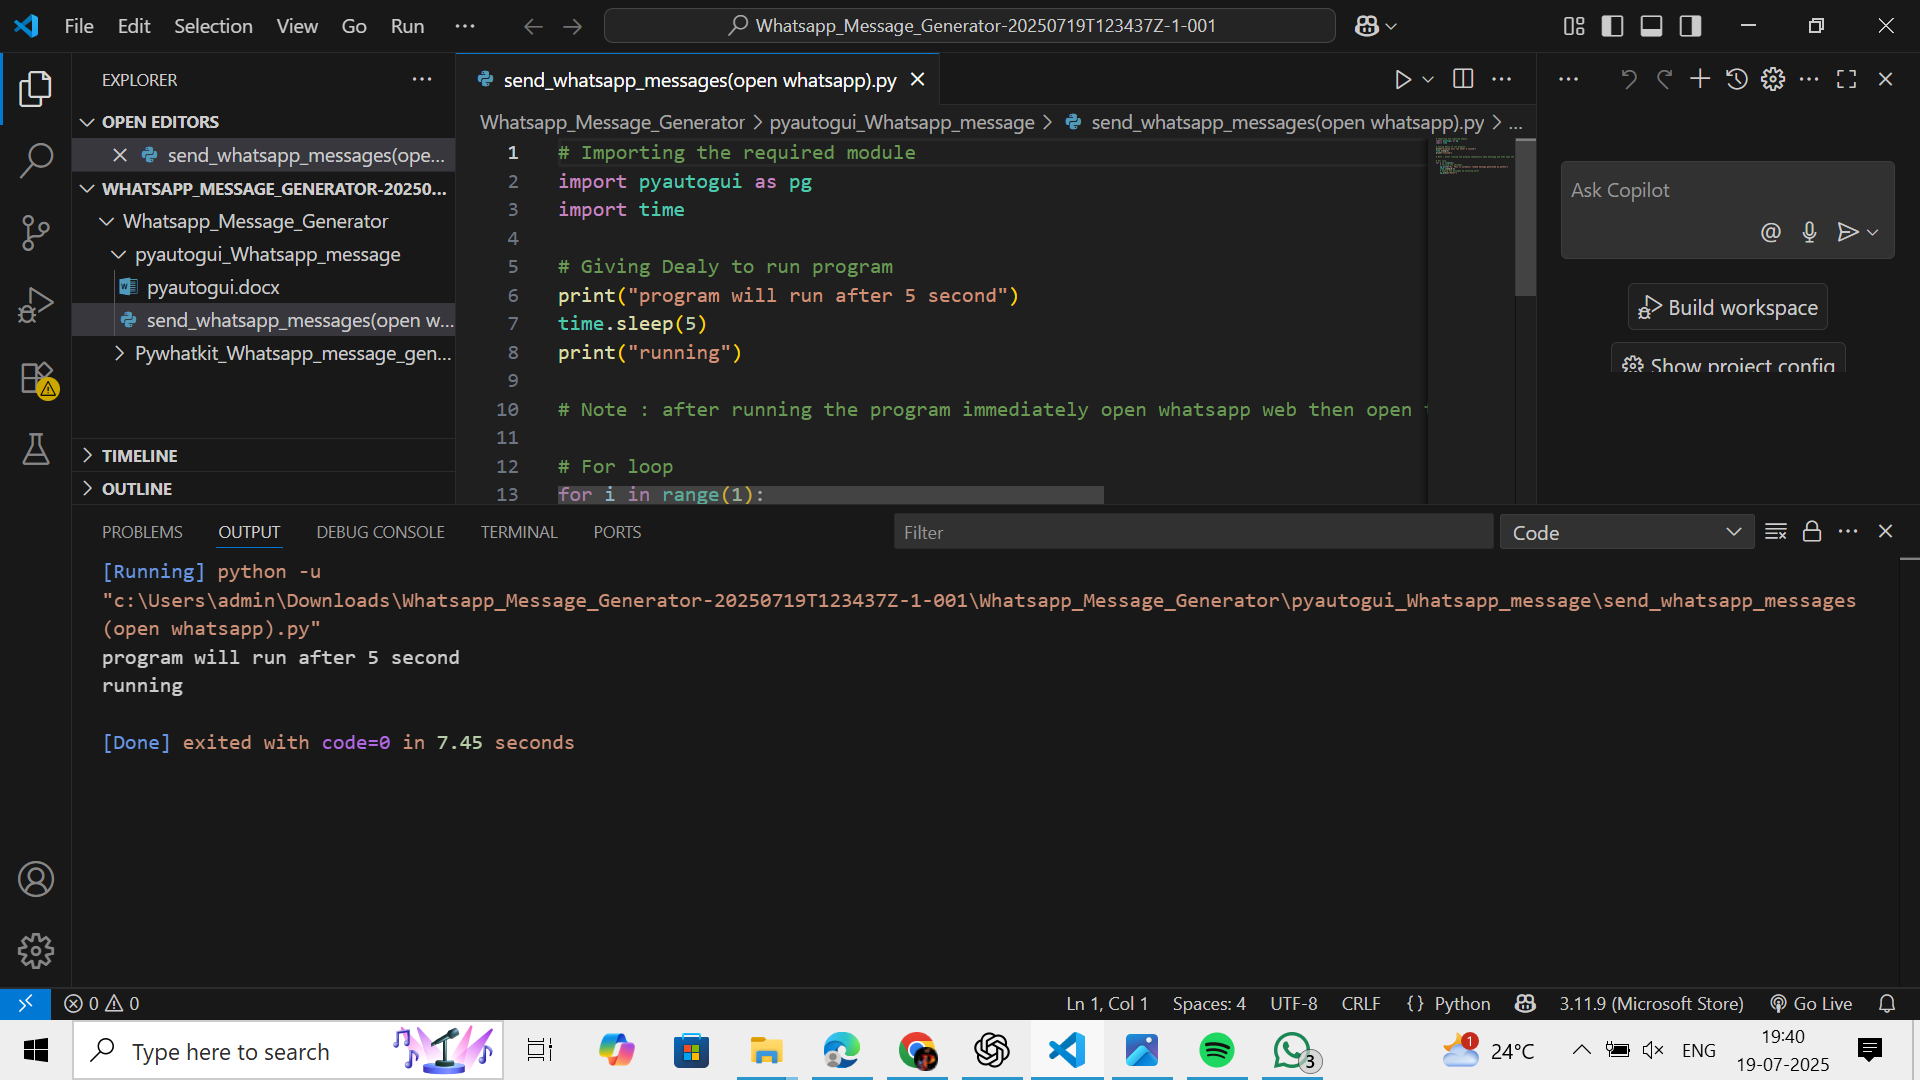 File Edit Selection View Go Run
Whatsapp_Message_Generator-20250719T123437Z-1-001
EXPLORER
OPEN EDITORS
send_whatsapp_messages(ope...
WHATSAPP_MESSAGE_GENERATOR-20250...
Whatsapp_Message_Generator
pyautogui_Whatsapp_message
pyautogui.docx
send_whatsapp_messages(open w...
Pywhatkit_Whatsapp_message_gen...
TIMELINE
OUTLINE
send_whatsapp_messages(open whatsapp).py
Whatsapp_Message_Generator > pyautogui_Whatsapp_message > send_whatsapp_messages(open whatsapp).py > ...
1 # Importing the required module
2 import pyautogui as pg
3 import time
4
5 # Giving Dealy to run program
6 print("program will run after 5 second")
7 time.sleep(5)
8 print("running")
9
10 # Note : after running the program immediately open whatsapp web then open
11
12 # For loop
13 for i in range(1):
Ask Copilot
Build workspace
Show project config
PROBLEMS OUTPUT DEBUG CONSOLE TERMINAL PORTS
Filter
Code
[Running] python -u
"c:\Users\admin\Downloads\Whatsapp_Message_Generator-20250719T123437Z-1-001\Whatsapp_Message_Generator\pyautogui_Whatsapp_message\send_whatsapp_messages
(open whatsapp).py"
program will run after 5 second
running
[Done] exited with code=0 in 7.45 seconds
0 0
Ln 1, Col 1 Spaces: 4 UTF-8 CRLF {} Python 3.11.9 (Microsoft Store) Go Live
Type here to search
3
1
24°C
ENG
19:40
19-07-2025